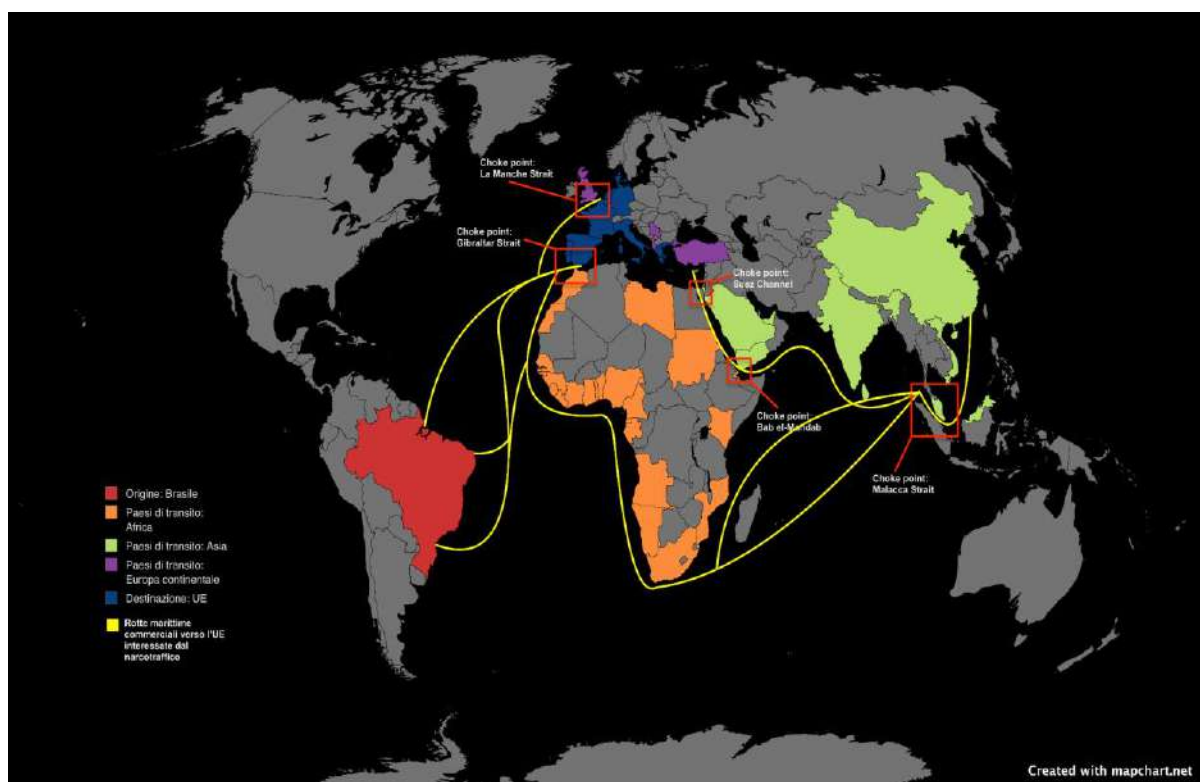 Choke point:
La Manche Strait
Choke point:
Gibraltar Strait
Choke point:
Suez Channel
Choke point:
Bab el-Mandab
Choke point:
Malacca Strait
Origine: Brasile
Paesi di transito:
Africa
Paesi di transito: Asia
Paesi di transito:
Europa continentale
Destinazione: UE
Rotte marittime
commerciali verso l'UE
interessate dal
narcotraffico
Created with mapchart.net